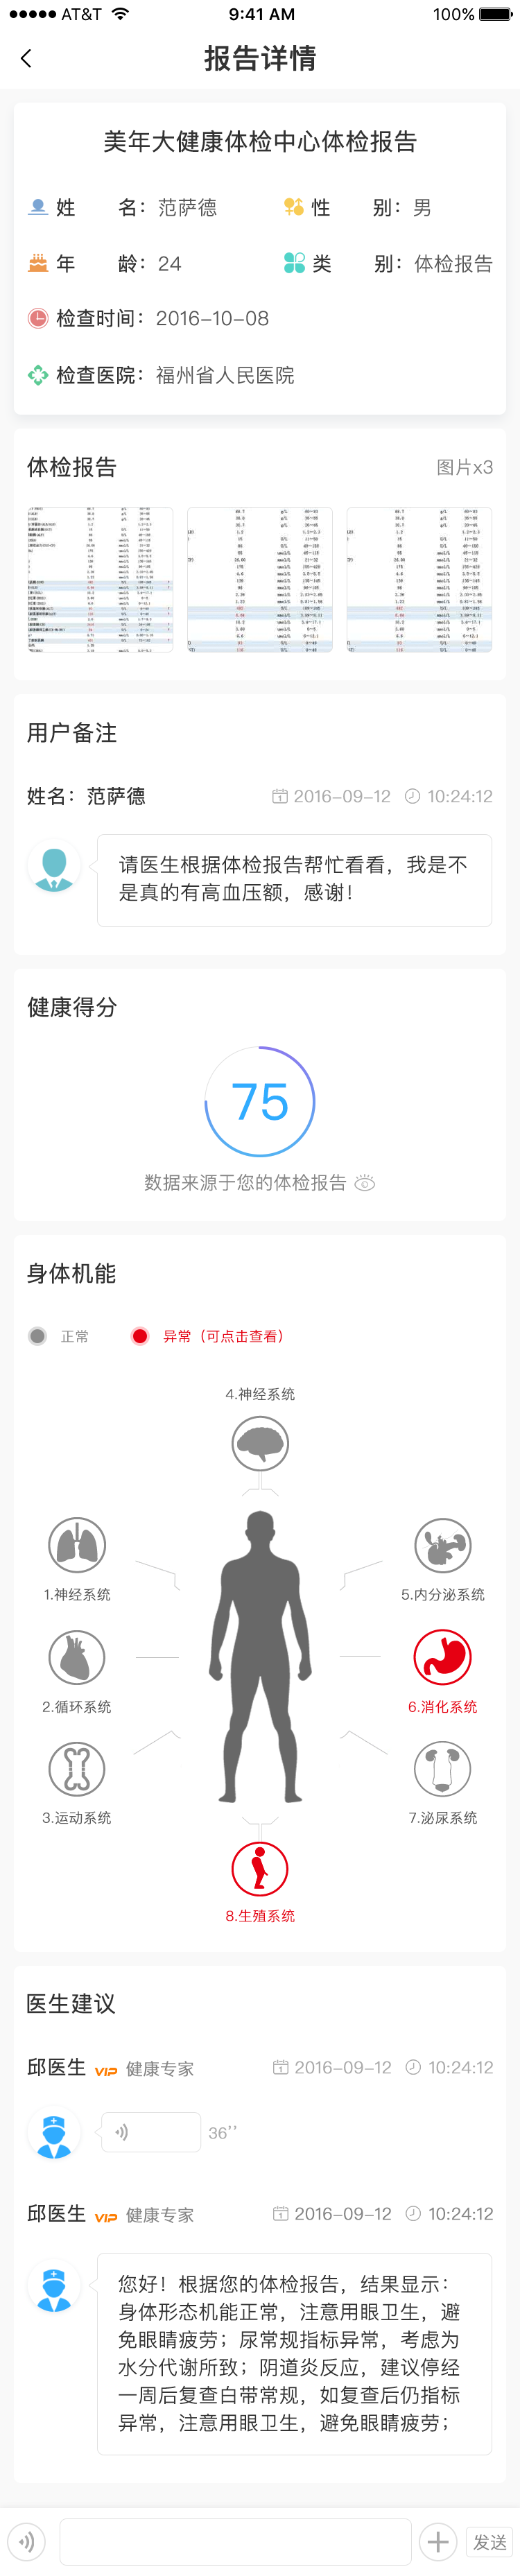 AT&T 9:41 AM 100%
报告详情
美年大健康体检中心体检报告
姓 名：范萨德 性 别：男
年 龄：24 类 别：体检报告
检查时间：2016-10-08
检查医院：福州省人民医院
体检报告 图片x3
用户备注
姓名：范萨德 2016-09-12 10:24:12
请医生根据体检报告帮忙看看，我是不
是真的有高血压额，感谢！
健康得分
75
数据来源于您的体检报告
身体机能
正常 异常（可点击查看）
4.神经系统
1.神经系统 5.内分泌系统
2.循环系统 6.消化系统
3.运动系统 7.泌尿系统
8.生殖系统
医生建议
邱医生 VIP 健康专家 2016-09-12 10:24:12
36’’
邱医生 VIP 健康专家 2016-09-12 10:24:12
您好！根据您的体检报告，结果显示：
身体形态机能正常，注意用眼卫生，避
免眼睛疲劳；尿常规指标异常，考虑为
水分代谢所致；阴道炎反应，建议停经
一周后复查白带常规，如复查后仍指标
异常，注意用眼卫生，避免眼睛疲劳；
发送